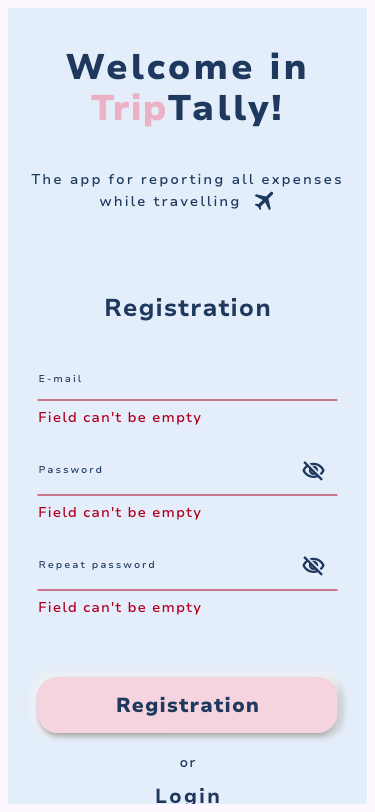 Welcome in
TripTally!
The app for reporting all expenses
while travelling
Registration
E-mail
Field can't be empty
Password
Field can't be empty
Repeat password
Field can't be empty
Registration
or
Login